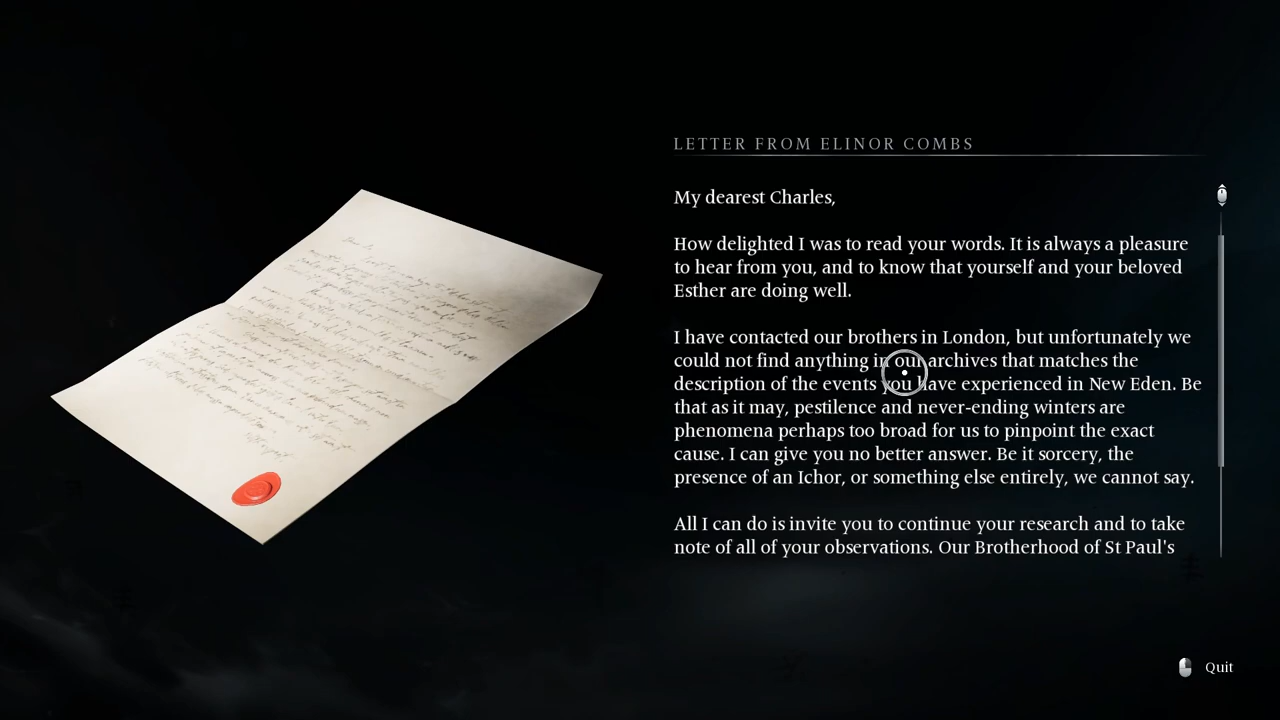 LETTER FROM ELINOR COMBS
My dearest Charles,
How delighted I was to read your words. It is always a pleasure
to hear from you, and to know that yourself and your beloved
Esther are doing well.
I have contacted our brothers in London, but unfortunately we
could not find anything in our archives that matches the
description of the events you have experienced in New Eden. Be
that as it may, pestilence and never-ending winters are
phenomena perhaps too broad for us to pinpoint the exact
cause. I can give you no better answer. Be it sorcery, the
presence of an Ichor, or something else entirely, we cannot say.
All I can do is invite you to continue your research and to take
note of all of your observations. Our Brotherhood of St Paul's
Quit